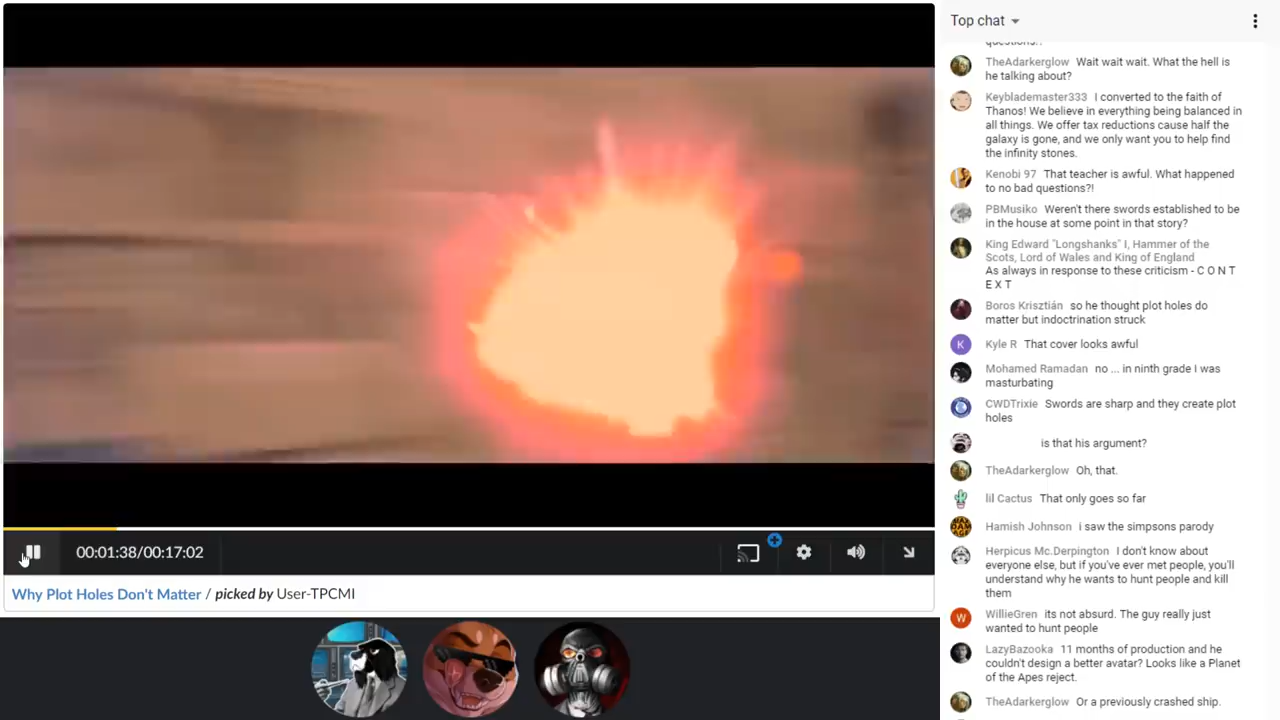 Top chat
questions!!
TheAdarkerglow Wait wait wait. What the hell is
he talking about?
Keyblademaster333 I converted to the faith of
Thanos! We believe in everything being balanced in
all things. We offer tax reductions cause half the
galaxy is gone, and we only want you to help find
the infinity stones.
Kenobi 97 That teacher is awful. What happened
to no bad questions?!
PBMusiko Weren't there swords established to be
in the house at some point in that story?
King Edward "Longshanks" I, Hammer of the
Scots, Lord of Wales and King of England
As always in response to these criticism - C O N T
E X T
Boros Krisztián so he thought plot holes do
matter but indoctrination struck
K
Kyle R That cover looks awful
Mohamed Ramadan no ... in ninth grade I was
masturbating
CWDTrixie Swords are sharp and they create plot
holes
is that his argument?
TheAdarkerglow Oh, that.
lil Cactus That only goes so far
Hamish Johnson i saw the simpsons parody
Herpicus Mc.Derpington I don't know about
everyone else, but if you've ever met people, you'll
understand why he wants to hunt people and kill
them
W
WillieGren its not absurd. The guy really just
wanted to hunt people
LazyBazooka 11 months of production and he
couldn't design a better avatar? Looks like a Planet
of the Apes reject.
TheAdarkerglow Or a previously crashed ship.
00:01:38/00:17:02
Why Plot Holes Don't Matter / picked by User-TPCMI